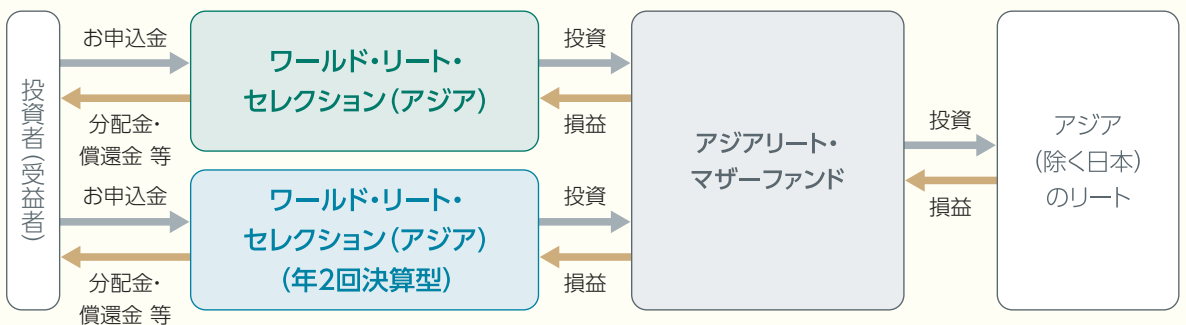 投資者（受益者）
お申込金
分配金・
償還金 等
お申込金
分配金・
償還金 等
ワールド・リート・
セレクション（アジア）
ワールド・リート・
セレクション（アジア）
（年2回決算型）
投資
損益
投資
損益
アジアリート・
マザーファンド
投資
損益
アジア
（除く日本）
のリート